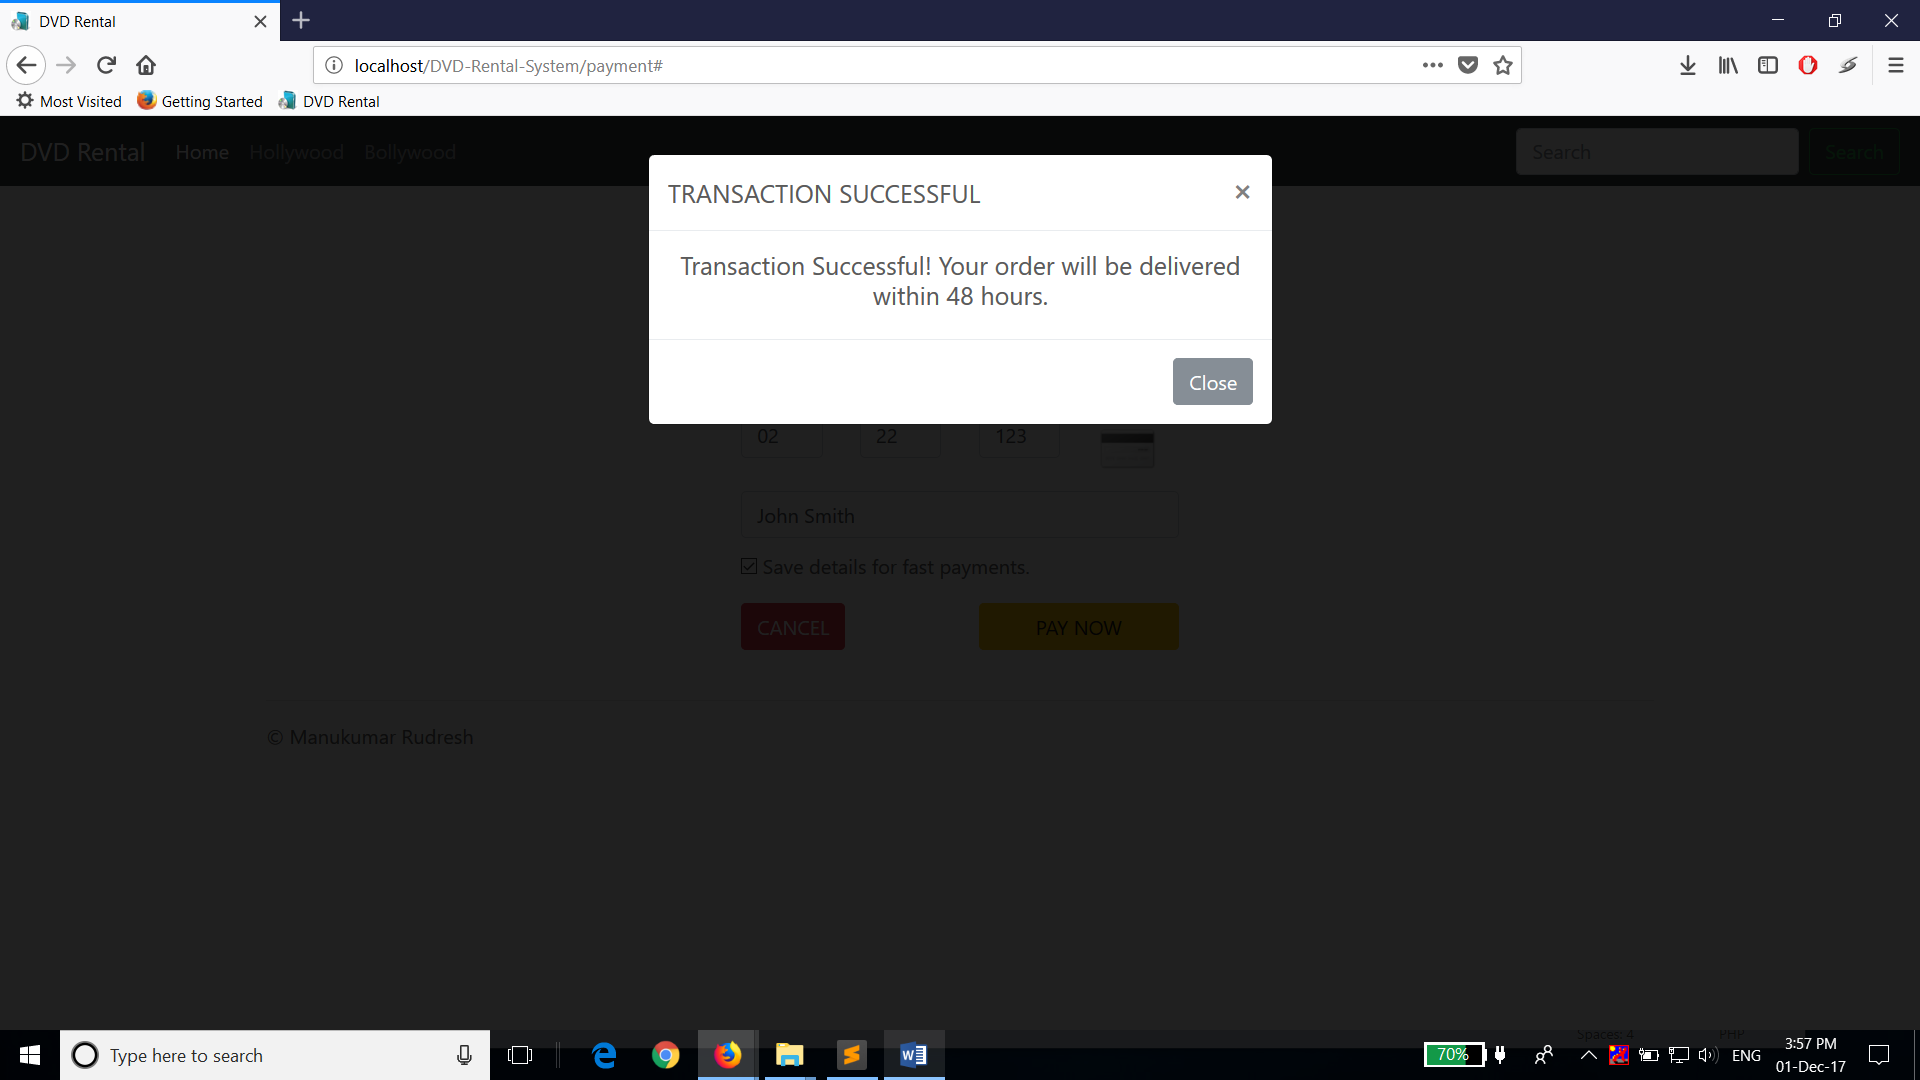 DVD Rental
localhost/DVD-Rental-System/payment#
Most Visited Getting Started DVD Rental
DVD Rental Home Hollywood Bollywood Search Search
TRANSACTION SUCCESSFUL ×
Transaction Successful! Your order will be delivered
within 48 hours.
Close
02 22 123
John Smith
Save details for fast payments.
CANCEL PAY NOW
© Manukumar Rudresh
Spaces: 4 PHP
Type here to search
70% ENG
3:57 PM
01-Dec-17